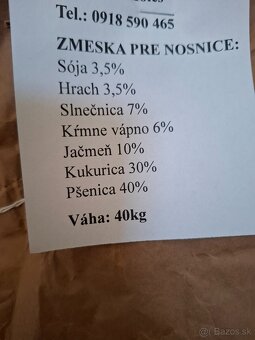 Tel.: 0918 590 465
ZMESKA PRE NOSNICE:
Sója 3,5%
Hrach 3,5%
Slnečnica 7%
Kŕmne vápno 6%
Jačmeň 10%
Kukurica 30%
Pšenica 40%
Váha: 40kg
Bazos.sk